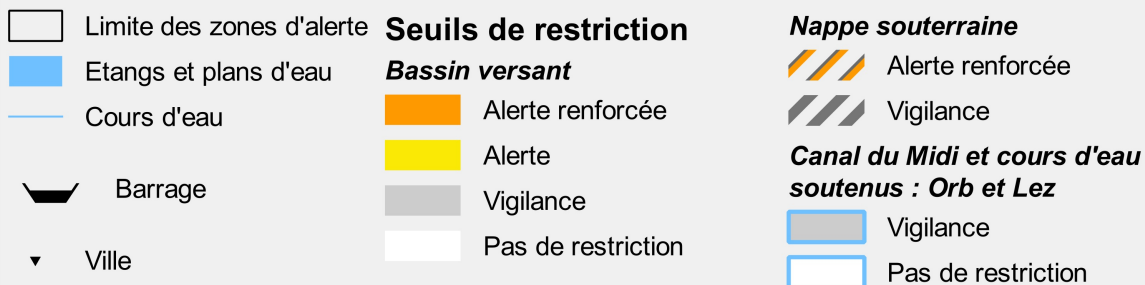 Limite des zones d'alerte
Etangs et plans d'eau
Cours d'eau
Barrage
Ville
Seuils de restriction
Bassin versant
Alerte renforcée
Alerte
Vigilance
Pas de restriction
Nappe souterraine
Alerte renforcée
Vigilance
Canal du Midi et cours d'eau
soutenus : Orb et Lez
Vigilance
Pas de restriction